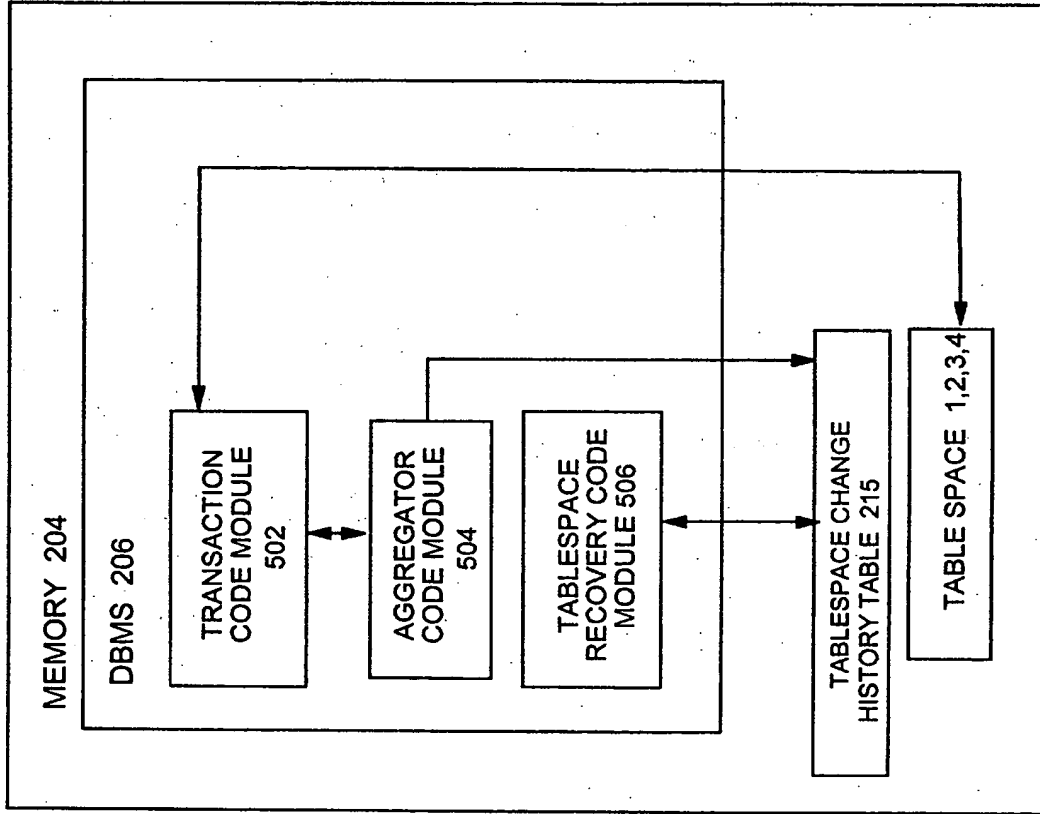 MEMORY 204
DBMS 206
TRANSACTION
CODE MODULE
502
AGGREGATOR
CODE MODULE
504
TABLESPACE
RECOVERY CODE
MODULE 506
TABLESPACE CHANGE
HISTORY TABLE 215
TABLE SPACE 1,2,3,4